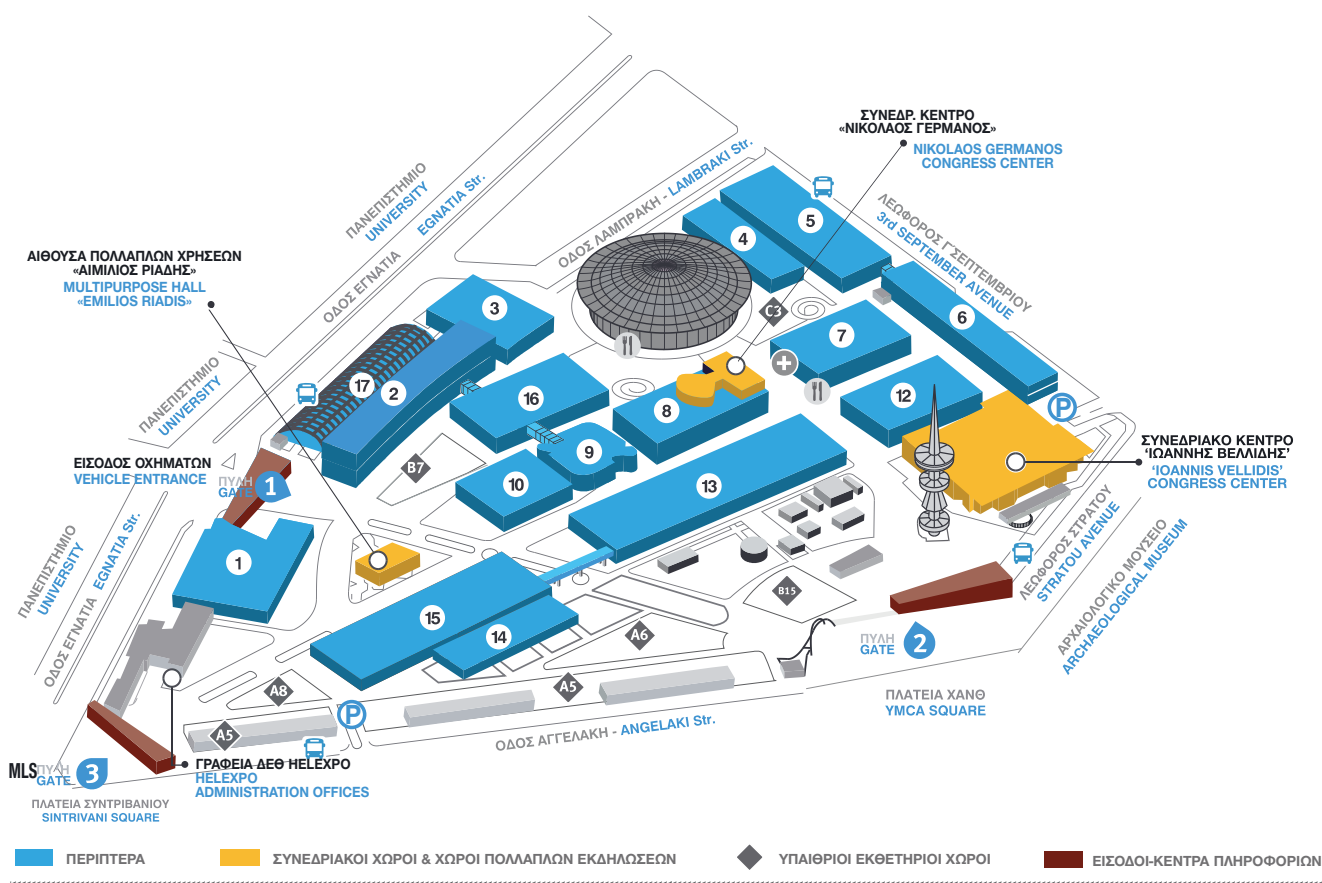 ΣΥΝΕΔΡ. ΚΕΝΤΡΟ
«ΝΙΚΟΛΑΟΣ ΓΕΡΜΑΝΟΣ»
NIKOLAOS GERMANOS
CONGRESS CENTER
ΟΔΟΣ ΛΑΜΠΡΑΚΗ - LAMBRAKI Str.
ΠΑΝΕΠΙΣΤΗΜΙΟ
UNIVERSITY
ΟΔΟΣ ΕΓΝΑΤΙΑ EGNATIA Str.
ΛΕΩΦΟΡΟΣ Γ΄ΣΕΠΤΕΜΒΡΙΟΥ
3rd SEPTEMBER AVENUE
ΑΙΘΟΥΣΑ ΠΟΛΛΑΠΛΩΝ ΧΡΗΣΕΩΝ
«ΑΙΜΙΛΙΟΣ ΡΙΑΔΗΣ»
MULTIPURPOSE HALL
«EMILIOS RIADIS»
5
4
3
C3
6
7
17
2
16
8
12
P
ΠΑΝΕΠΙΣΤΗΜΙΟ
UNIVERSITY
ΣΥΝΕΔΡΙΑΚΟ ΚΕΝΤΡΟ
‘ΙΩΑΝΝΗΣ ΒΕΛΛΙΔΗΣ’
‘IOANNIS VELLIDIS’
CONGRESS CENTER
ΕΙΣΟΔΟΣ ΟΧΗΜΑΤΩΝ
VEHICLE ENTRANCE
ΠΥΛΗ
GATE 1
B7
9
10
13
ΠΑΝΕΠΙΣΤΗΜΙΟ
UNIVERSITY
ΟΔΟΣ ΕΓΝΑΤΙΑ EGNATIA Str.
1
ΛΕΩΦΟΡΟΣ ΣΤΡΑΤΟΥ
STRATOU AVENUE
ΑΡΧΑΙΟΛΟΓΙΚΟ ΜΟΥΣΕΙΟ
ARCHAEOLOGICAL MUSEUM
B15
15
14
A6
ΠΥΛΗ
GATE 2
A8
A5
ΠΛΑΤΕΙΑ ΧΑΝΘ
YMCA SQUARE
P
A5
ΟΔΟΣ ΑΓΓΕΛΑΚΗ - ANGELAKI Str.
ΓΡΑΦΕΙΑ ΔΕΘ HELEXPO
HELEXPO
ADMINISTRATION OFFICES
MLS
ΠΥΛΗ
GATE 3
ΠΛΑΤΕΙΑ ΣΥΝΤΡΙΒΑΝΙΟΥ
SINTRIVANI SQUARE
ΠΕΡΙΠΤΕΡΑ
ΣΥΝΕΔΡΙΑΚΟΙ ΧΩΡΟΙ & ΧΩΡΟΙ ΠΟΛΛΑΠΛΩΝ ΕΚΔΗΛΩΣΕΩΝ
ΥΠΑΙΘΡΙΟΙ ΕΚΘΕΤΗΡΙΟΙ ΧΩΡΟΙ
ΕΙΣΟΔΟΙ-ΚΕΝΤΡΑ ΠΛΗΡΟΦΟΡΙΩΝ